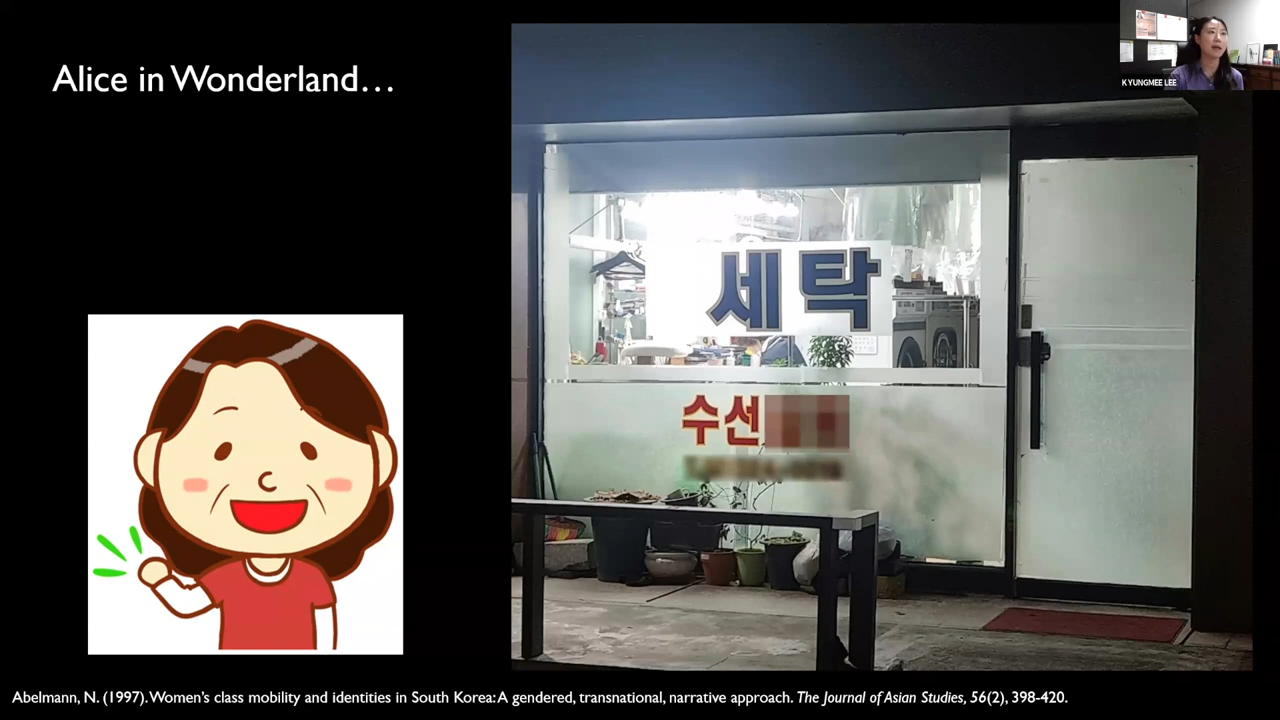 Alice in Wonderland…
KYUNGMEE LEE
세탁
수선
Abelmann, N. (1997). Women's class mobility and identities in South Korea: A gendered, transnational, narrative approach. The Journal of Asian Studies, 56(2), 398-420.